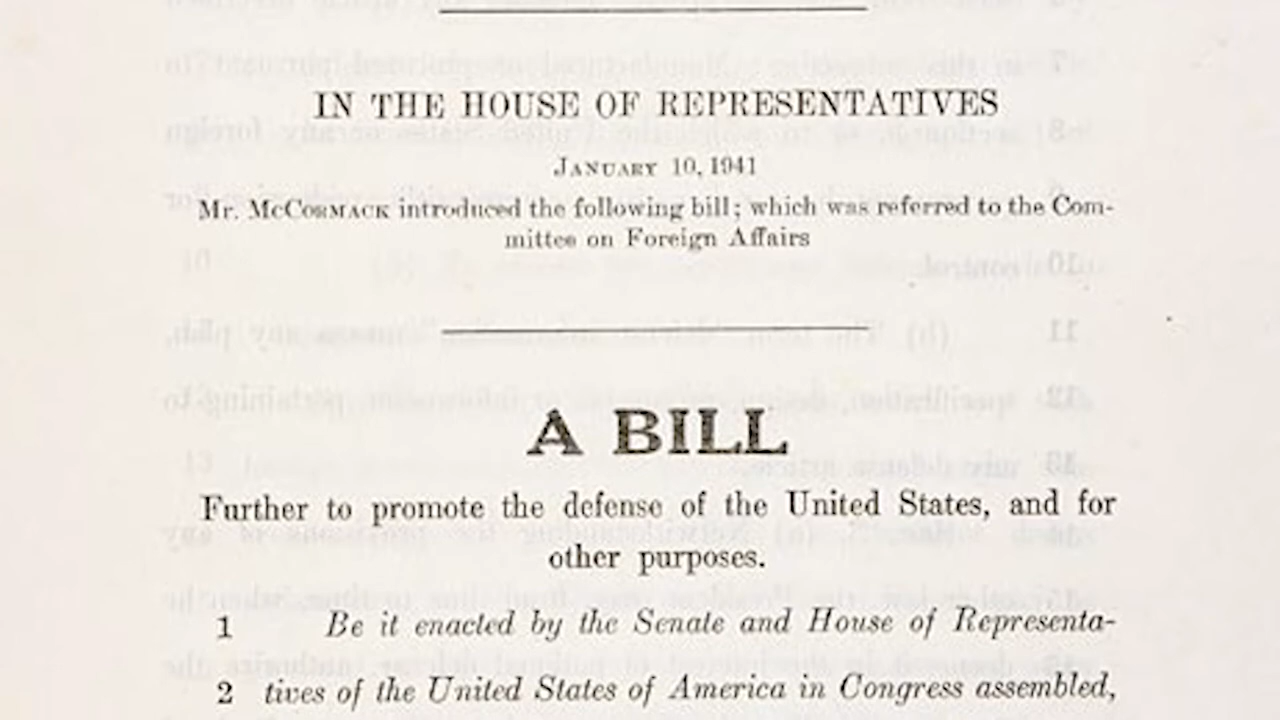 IN THE HOUSE OF REPRESENTATIVES
JANUARY 10, 1941
Mr. MCCORMACK introduced the following bill; which was referred to the Com-
mittee on Foreign Affairs
A BILL
Further to promote the defense of the United States, and for
other purposes.
1 Be it enacted by the Senate and House of Representa-
2 tives of the United States of America in Congress assembled,